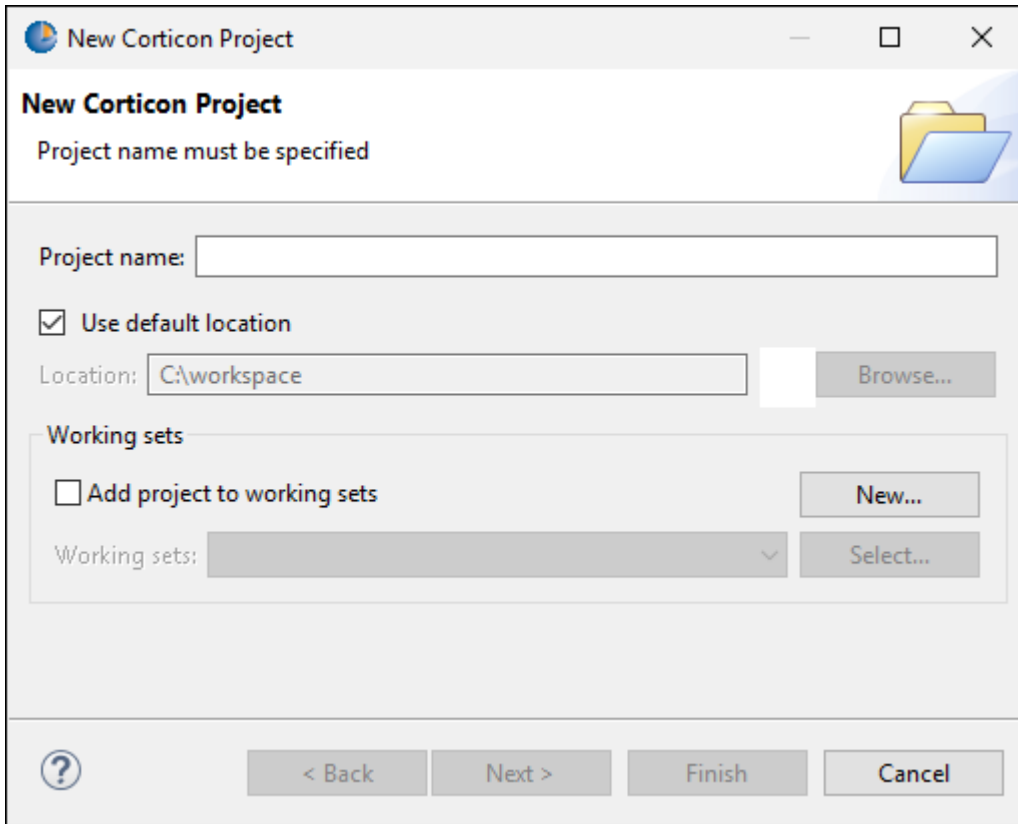 New Corticon Project
New Corticon Project
Project name must be specified
Project name:
Use default location
Location: C:\workspace Browse...
Working sets
Add project to working sets New...
Working sets: Select...
? < Back Next > Finish Cancel